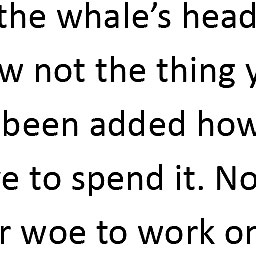 the whale’s head
w not the thing y
been added how
e to spend it. No
r woe to work or